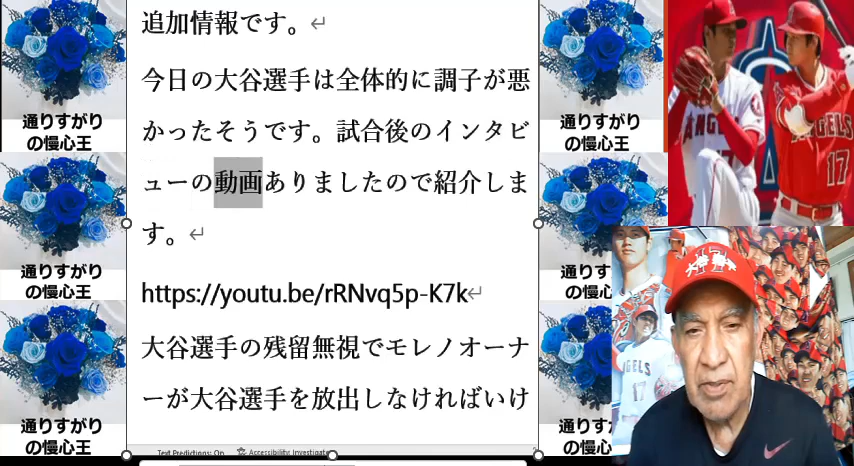 追加情報です。↵
今日の大谷選手は全体的に調子が悪
かったそうです。試合後のインタビ
ューの動画ありましたので紹介しま
す。↵
https://youtu.be/rRNvq5p-K7k↵
大谷選手の残留無視でモレノオーナ
ーが大谷選手を放出しなければいけ
通りすがり
の慢心王
通りすがり
の慢心王
通りすがり
の慢心王
通りすがり
の慢心王
通りすが
の慢心
通りすが
の慢心
Text Predictions: On
Accessibility: Investiga
ANGELS
17
ANGELS
17
17